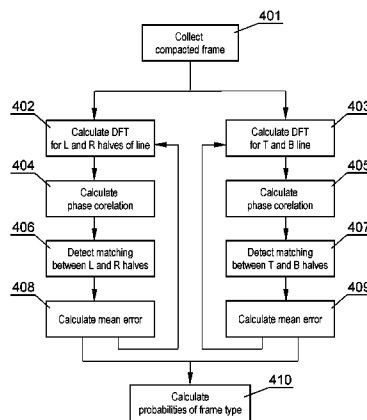 401
Collect
compacted frame
402
403
Calculate DFT
for L and R halves of line
Calculate DFT
for T and B line
404
405
Calculate
phase corelation
Calculate
phase corelation
406
407
Detect matching
between L and R halves
Detect matching
between T and B halves
408
409
Calculate mean error
Calculate mean error
410
Calculate
probabilities of frame type